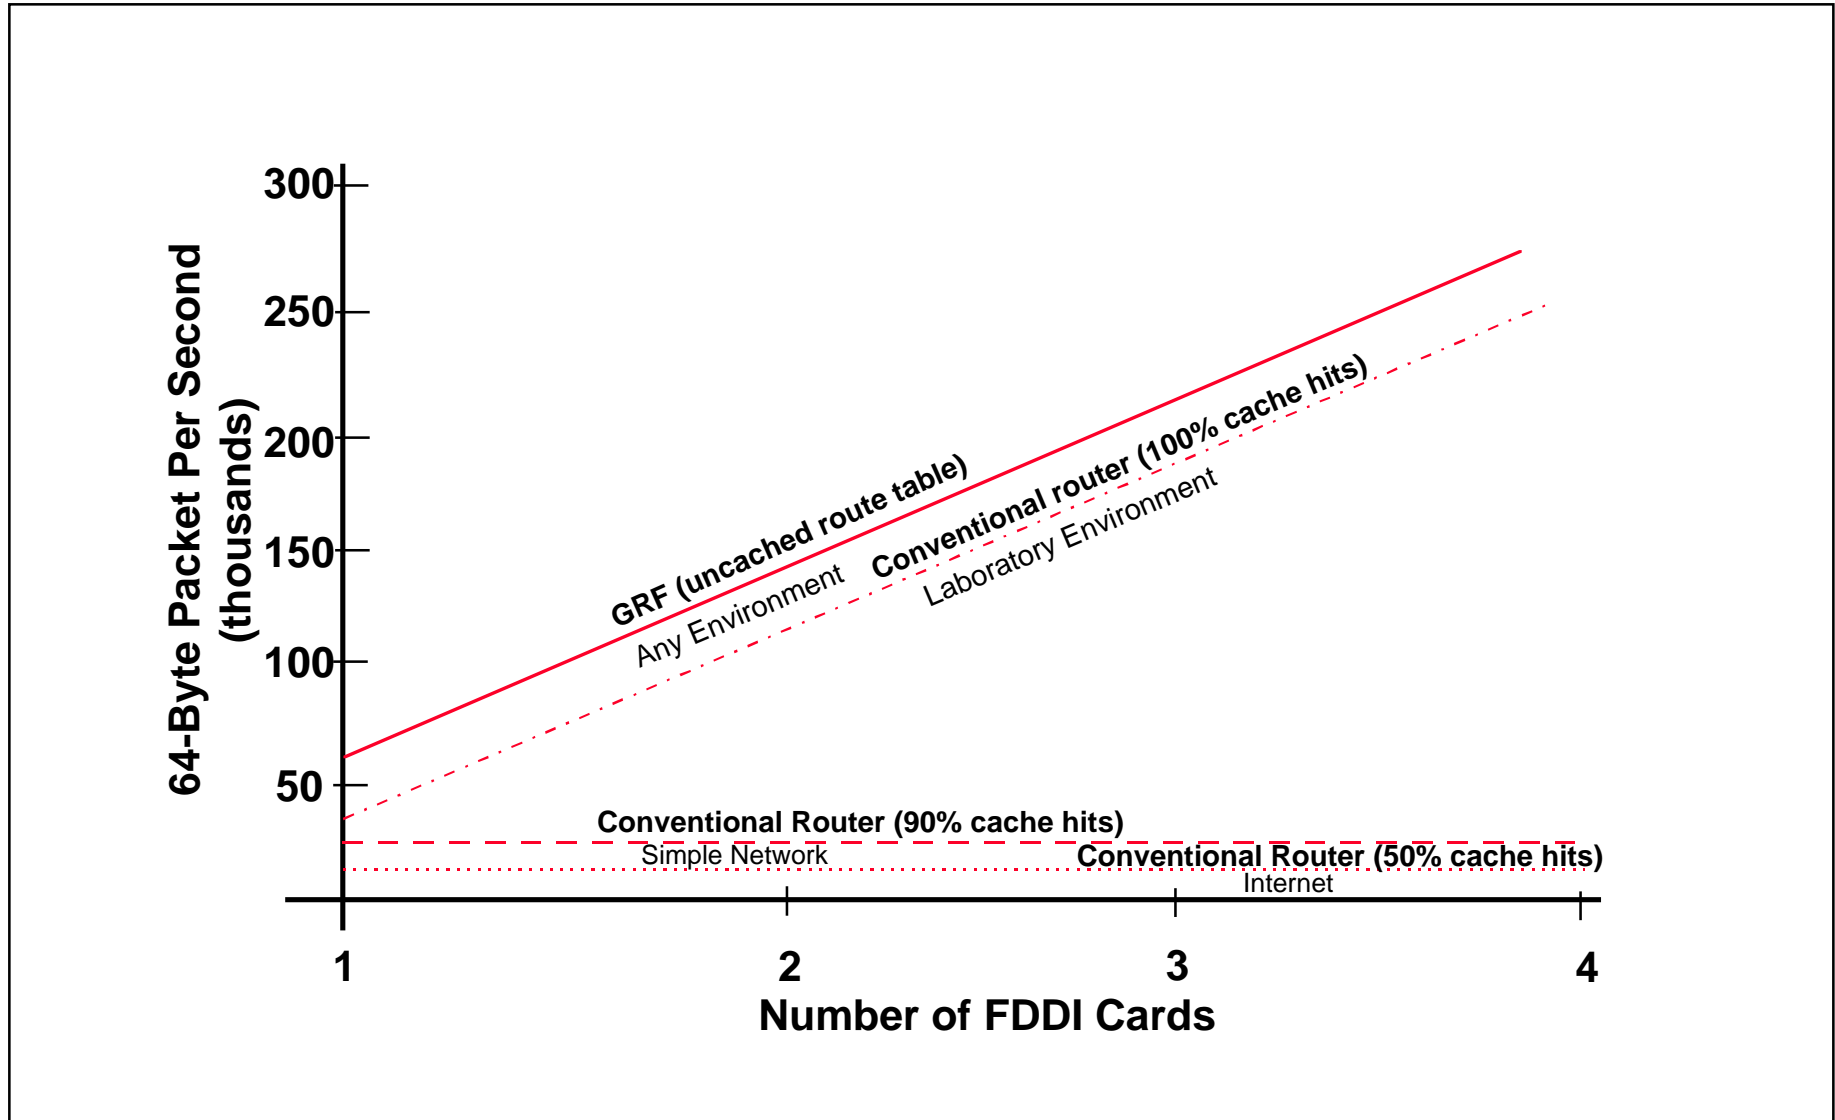 300
250
200
150
100
50
64-Byte Packet Per Second
(thousands)
GRF (uncached route table)
Any Environment
Conventional router (100% cache hits)
Laboratory Environment
Conventional Router (90% cache hits)
Simple Network
Conventional Router (50% cache hits)
Internet
1 2 3 4
Number of FDDI Cards